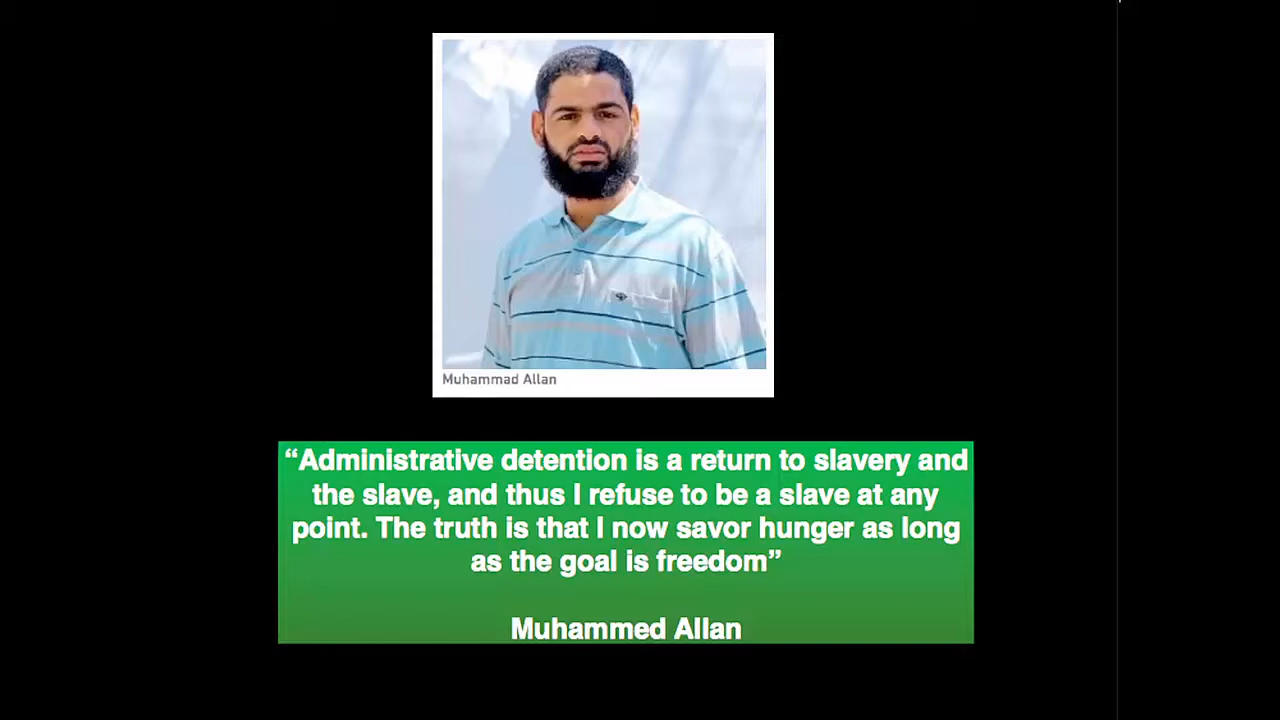 Muhammad Allan
“Administrative detention is a return to slavery and
the slave, and thus I refuse to be a slave at any
point. The truth is that I now savor hunger as long
as the goal is freedom”
Muhammed Allan